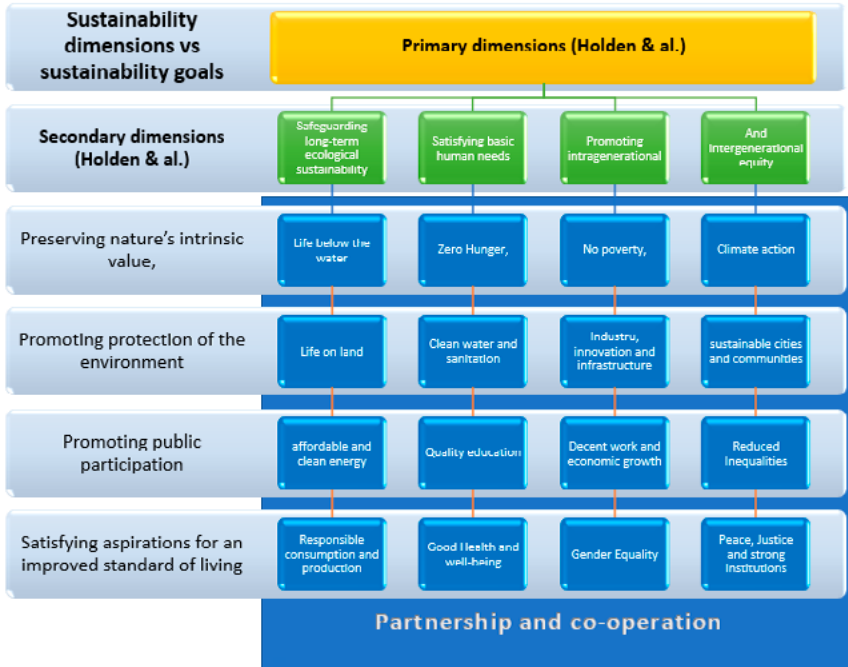 Sustainability
dimensions vs
sustainability goals
Primary dimensions (Holden & al.)
Secondary dimensions
(Holden & al.)
Safeguarding
long-term
ecological
sustainability
Satisfying basic
human needs
Promoting
intragenerational
And
Intergenerational
equity
Preserving nature's intrinsic
value,
Life below the
water
Zero Hunger,
No poverty,
Climate action
Promoting protection of the
environment
Life on land
Clean water and
sanitation
Industry,
innovation and
infrastructure
sustainable cities
and communities
Promoting public
participation
affordable and
clean energy
Quality education
Decent work and
economic growth
Reduced
Inequalities
Satisfying aspirations for an
improved standard of living
Responsible
consumption and
production
Good Health and
well-being
Gender Equality
Peace, Justice
and strong
Institutions
Partnership and co-operation